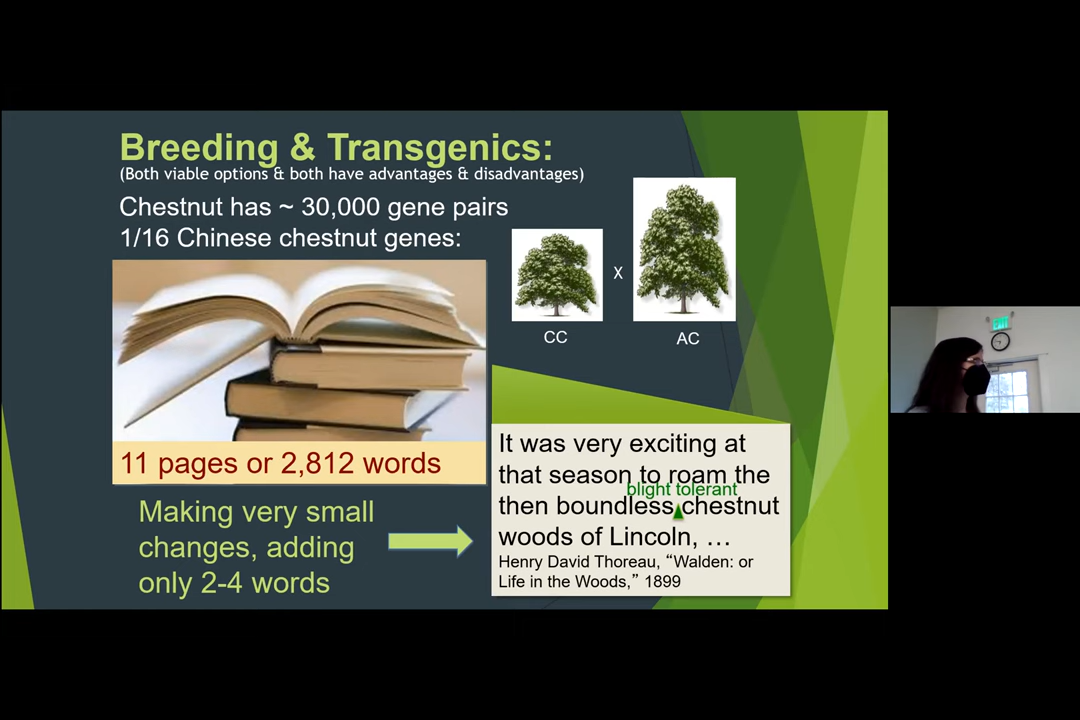 Breeding & Transgenics:
(Both viable options & both have advantages & disadvantages)
Chestnut has ~ 30,000 gene pairs
1/16 Chinese chestnut genes:
X
CC
AC
11 pages or 2,812 words
Making very small
changes, adding
only 2-4 words
It was very exciting at
that season to roam the
blight tolerant
then boundless chestnut
woods of Lincoln, …
Henry David Thoreau, “Walden: or
Life in the Woods,” 1899
EXIT